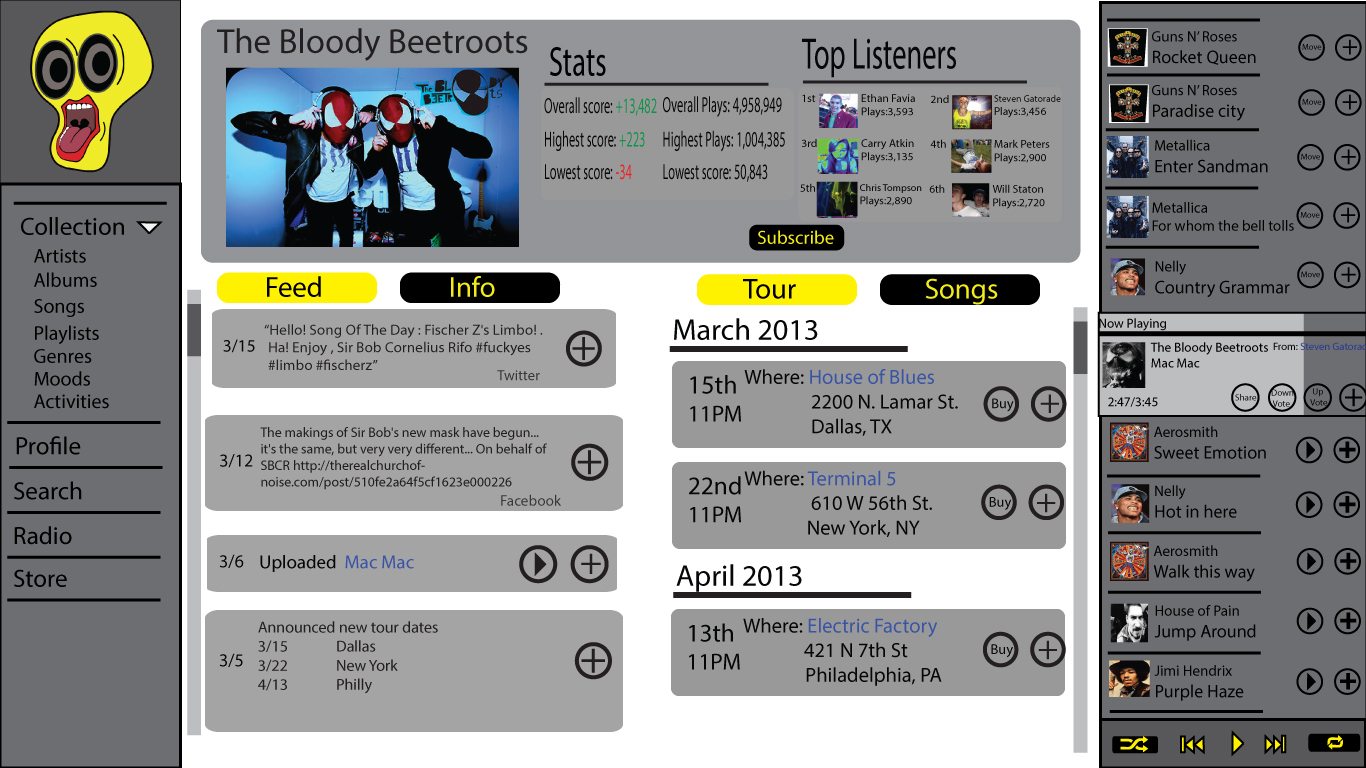 Collection
Artists
Albums
Songs
Playlists
Genres
Moods
Activities
Profile
Search
Radio
Store
The Bloody Beetroots
Stats
Overall score: +13,482 Overall Plays: 4,958,949
Highest score: +223 Highest Plays: 1,004,385
Lowest score: -34 Lowest score: 50,843
Top Listeners
1st Ethan Favia
Plays:3,593
2nd Steven Gatorade
Plays:3,456
3rd Carry Atkin
Plays:3,135
4th Mark Peters
Plays:2,900
5th Chris Tompson
Plays:2,890
6th Will Staton
Plays:2,720
Subscribe
Feed
Info
3/15 “Hello! Song Of The Day : Fischer Z's Limbo! .
Ha! Enjoy , Sir Bob Cornelius Rifo #fuckyes
#limbo #fischerz”
Twitter
3/12 The makings of Sir Bob's new mask have begun...
it's the same, but very very different... On behalf of
SBCR http://therealchurchof-
noise.com/post/510fe2a64f5cf1623e000226
Facebook
3/6 Uploaded Mac Mac
3/5 Announced new tour dates
3/15 Dallas
3/22 New York
4/13 Philly
Tour
Songs
March 2013
15th Where: House of Blues
11PM 2200 N. Lamar St.
Dallas, TX
Buy
22nd Where: Terminal 5
11PM 610 W 56th St.
New York, NY
Buy
April 2013
13th Where: Electric Factory
11PM 421 N 7th St
Philadelphia, PA
Buy
Guns N’ Roses
Rocket Queen
Move
Guns N’ Roses
Paradise city
Move
Metallica
Enter Sandman
Move
Metallica
For whom the bell tolls
Move
Nelly
Country Grammar
Move
Now Playing
The Bloody Beetroots From: Steven Gatorad
Mac Mac
2:47/3:45
Share
Down Vote
Up Vote
Aerosmith
Sweet Emotion
Nelly
Hot in here
Aerosmith
Walk this way
House of Pain
Jump Around
Jimi Hendrix
Purple Haze